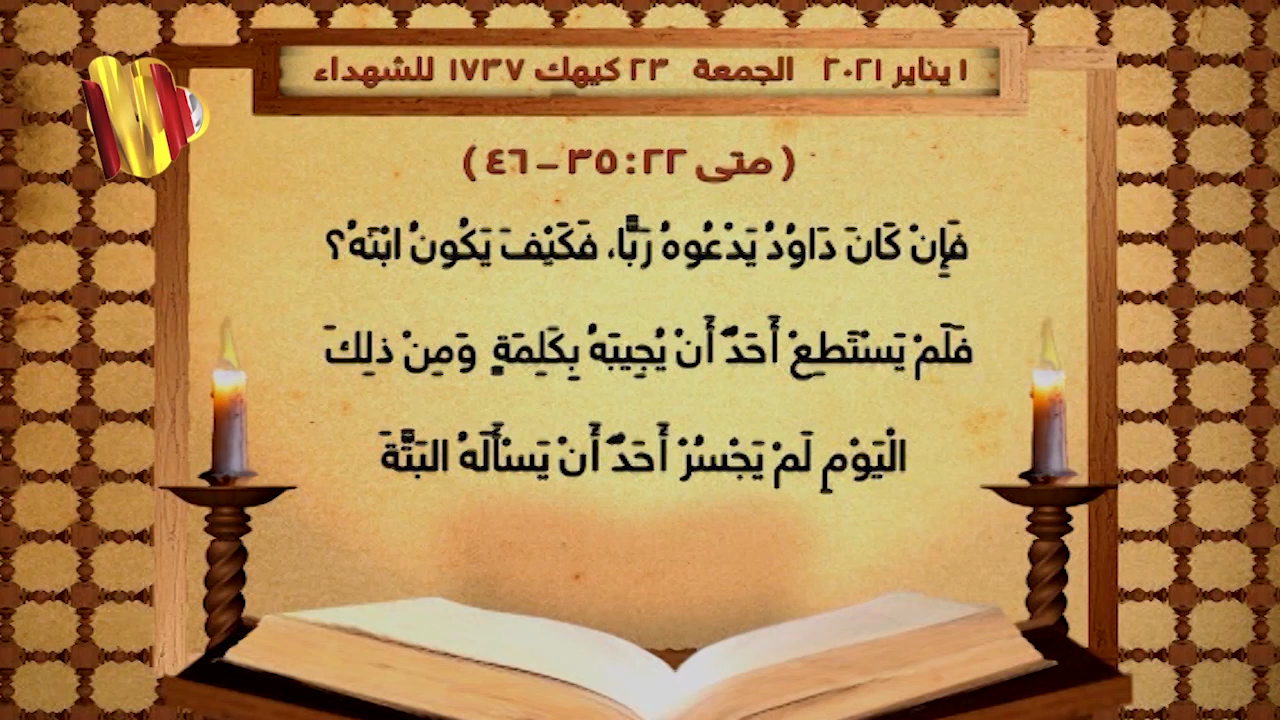 ١ يناير ٢٠٢١ الجمعة ٢٣ كيهك ١٧٣٧ للشهداء
( متى ٢٢ : ٣٥ – ٤٦ )
فَإِنْ كَانَ دَاوُدُ يَدْعُوهُ رَبًّا، فَكَيْفَ يَكُونُ ابْنَهُ؟
فَلَمْ يَسْتَطِعْ أَحَدٌ أَنْ يُجِيبَهُ بِكَلِمَةٍ وَمِنْ ذلِكَ
الْيَوْمِ لَمْ يَجْسُرْ أَحَدٌ أَنْ يَسْأَلَهُ البَتَّةَ